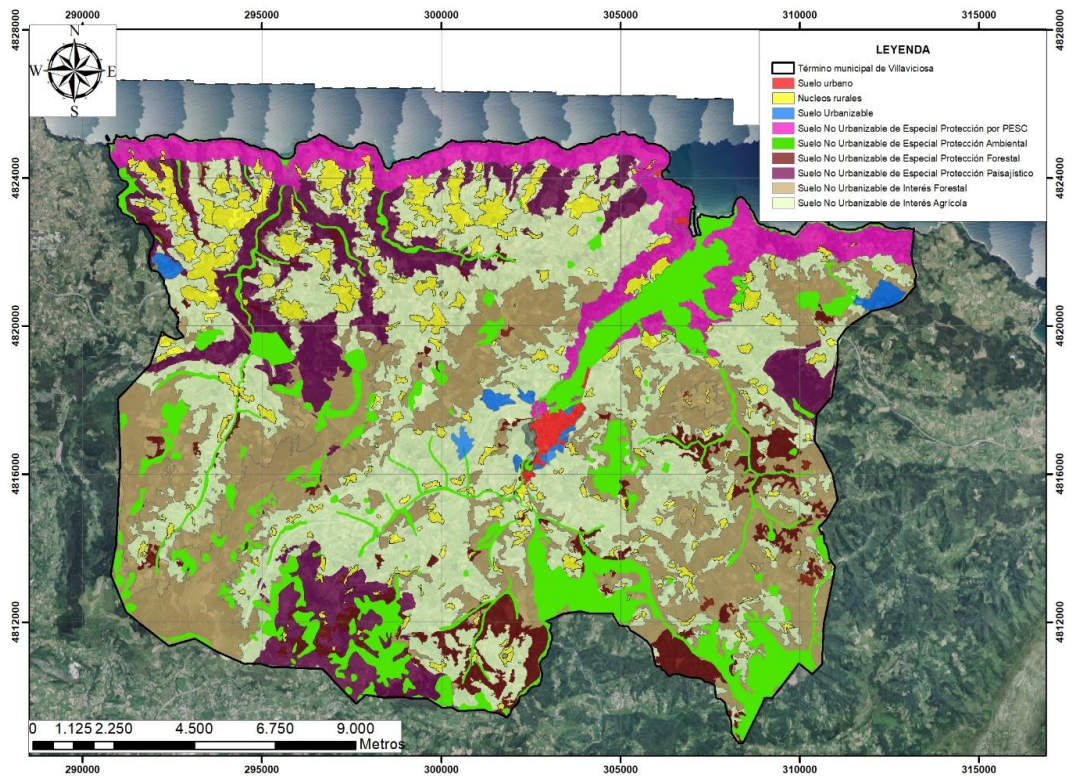 290000 295000 300000 305000 310000 315000
4828000
4828000
N
W E
S
LEYENDA
Término municipal de Villaviciosa
Suelo urbano
Nucleos rurales
Suelo Urbanizable
Suelo No Urbanizable de Especial Protección por PESC
Suelo No Urbanizable de Especial Protección Ambiental
Suelo No Urbanizable de Especial Protección Forestal
Suelo No Urbanizable de Especial Protección Paisajístico
Suelo No Urbanizable de Interés Forestal
Suelo No Urbanizable de Interés Agrícola
4824000
4824000
4820000
4820000
4816000
4816000
4812000
4812000
0 1.125 2.250 4.500 6.750 9.000
Metros
290000 295000 300000 305000 310000 315000